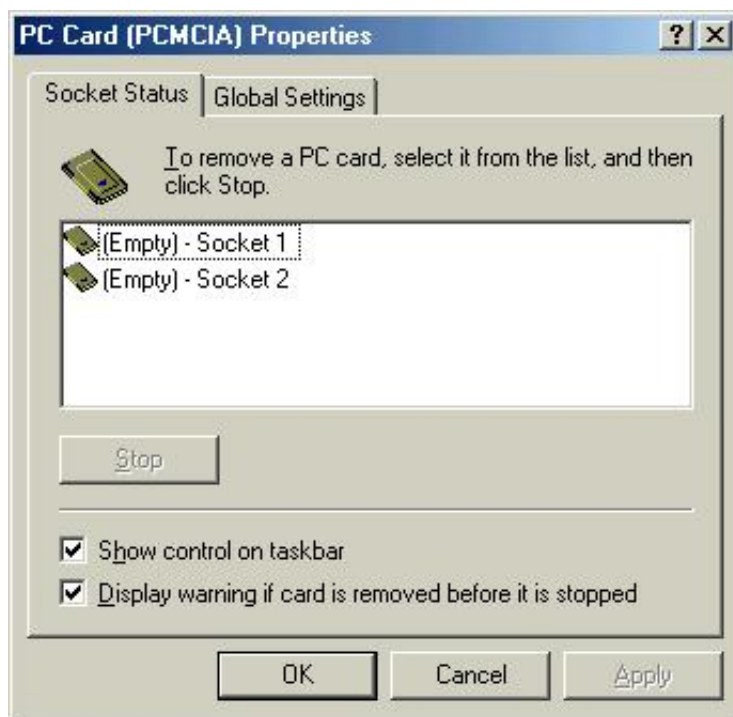 PC Card (PCMCIA) Properties
Socket Status
Global Settings
To remove a PC card, select it from the list, and then
click Stop.
(Empty) - Socket 1
(Empty) - Socket 2
Stop
Show control on taskbar
Display warning if card is removed before it is stopped
OK
Cancel
Apply